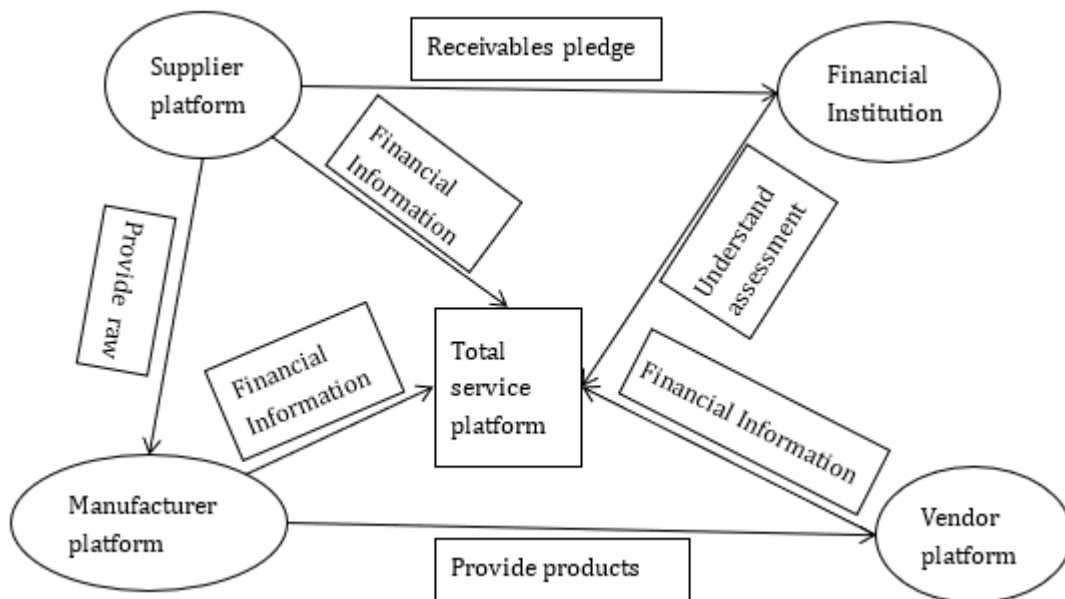 Supplier
platform
Receivables pledge
Financial
Institution
Financial
Information
Provide raw
Understand
assessment
Financial
Information
Total
service
platform
Financial Information
Manufacturer
platform
Provide products
Vendor
platform